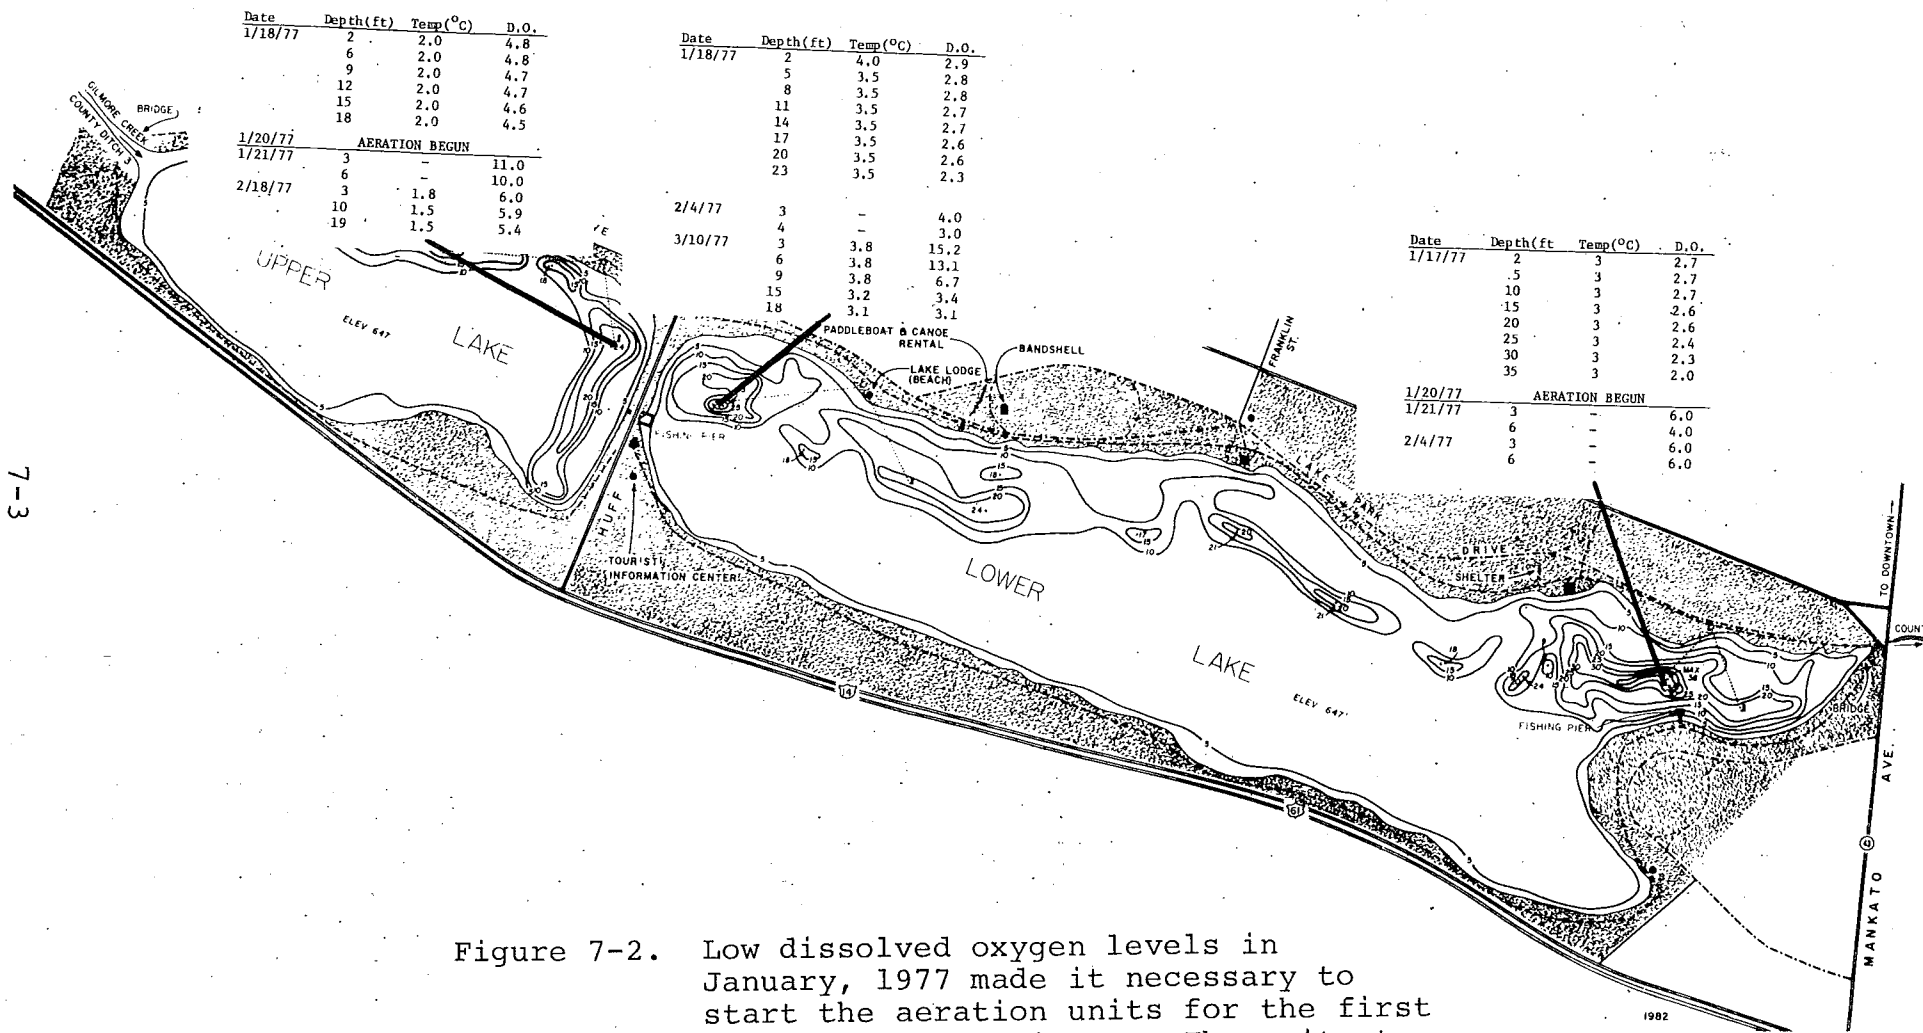 Date Depth(ft) Temp(°C) D.O.
1/18/77 2 2.0 4.8
6 2.0 4.8
9 2.0 4.7
12 2.0 4.7
15 2.0 4.6
18 2.0 4.5
1/20/77 AERATION BEGUN
1/21/77 3 - 11.0
6 - 10.0
2/18/77 3 1.8 6.0
10 1.5 5.9
19 1.5 5.4
Date Depth(ft) Temp(°C) D.O.
1/18/77 2 4.0 2.9
5 3.5 2.8
8 3.5 2.8
11 3.5 2.7
14 3.5 2.7
17 3.5 2.6
20 3.5 2.6
23 3.5 2.3
2/4/77 3 - 4.0
4 - 3.0
3/10/77 3 3.8 15.2
6 3.8 13.1
9 3.8 6.7
15 3.2 3.4
18 3.1 3.1
Date Depth(ft Temp(°C) D.O.
1/17/77 2 3 2.7
5 3 2.7
10 3 2.7
15 3 2.6
20 3 2.6
25 3 2.4
30 3 2.3
35 3 2.0
1/20/77 AERATION BEGUN
1/21/77 3 - 6.0
6 - 4.0
2/4/77 3 - 6.0
6 - 6.0
GILMORE CREEK
COUNTY DITCH 3
BRIDGE
UPPER
LAKE
ELEV 647
PADDLEBOAT & CANOE
RENTAL
LAKE LODGE
(BEACH)
BANDSHELL
FRANKLIN
ST.
FISHING PIER
HUFF
TOURIST
INFORMATION CENTER
LAKE PARK
DRIVE
SHELTER
LOWER
LAKE
ELEV 647'
FISHING PIER
MAX
BRIDGE
TO DOWNTOWN
COUN
MANKATO AVE.
43
14
61
7-3
Figure 7-2. Low dissolved oxygen levels in
January, 1977 made it necessary to
start the aeration units for the first
1982